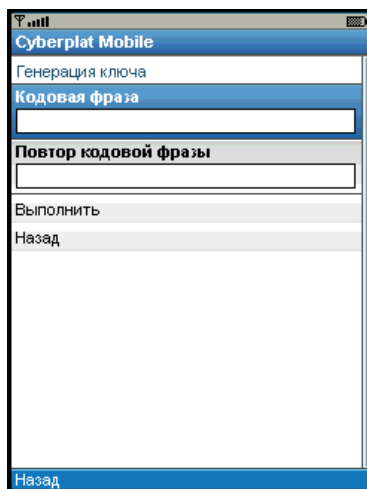 Cyberplat Mobile
Генерация ключа
Кодовая фраза
Повтор кодовой фразы
Выполнить
Назад
Назад